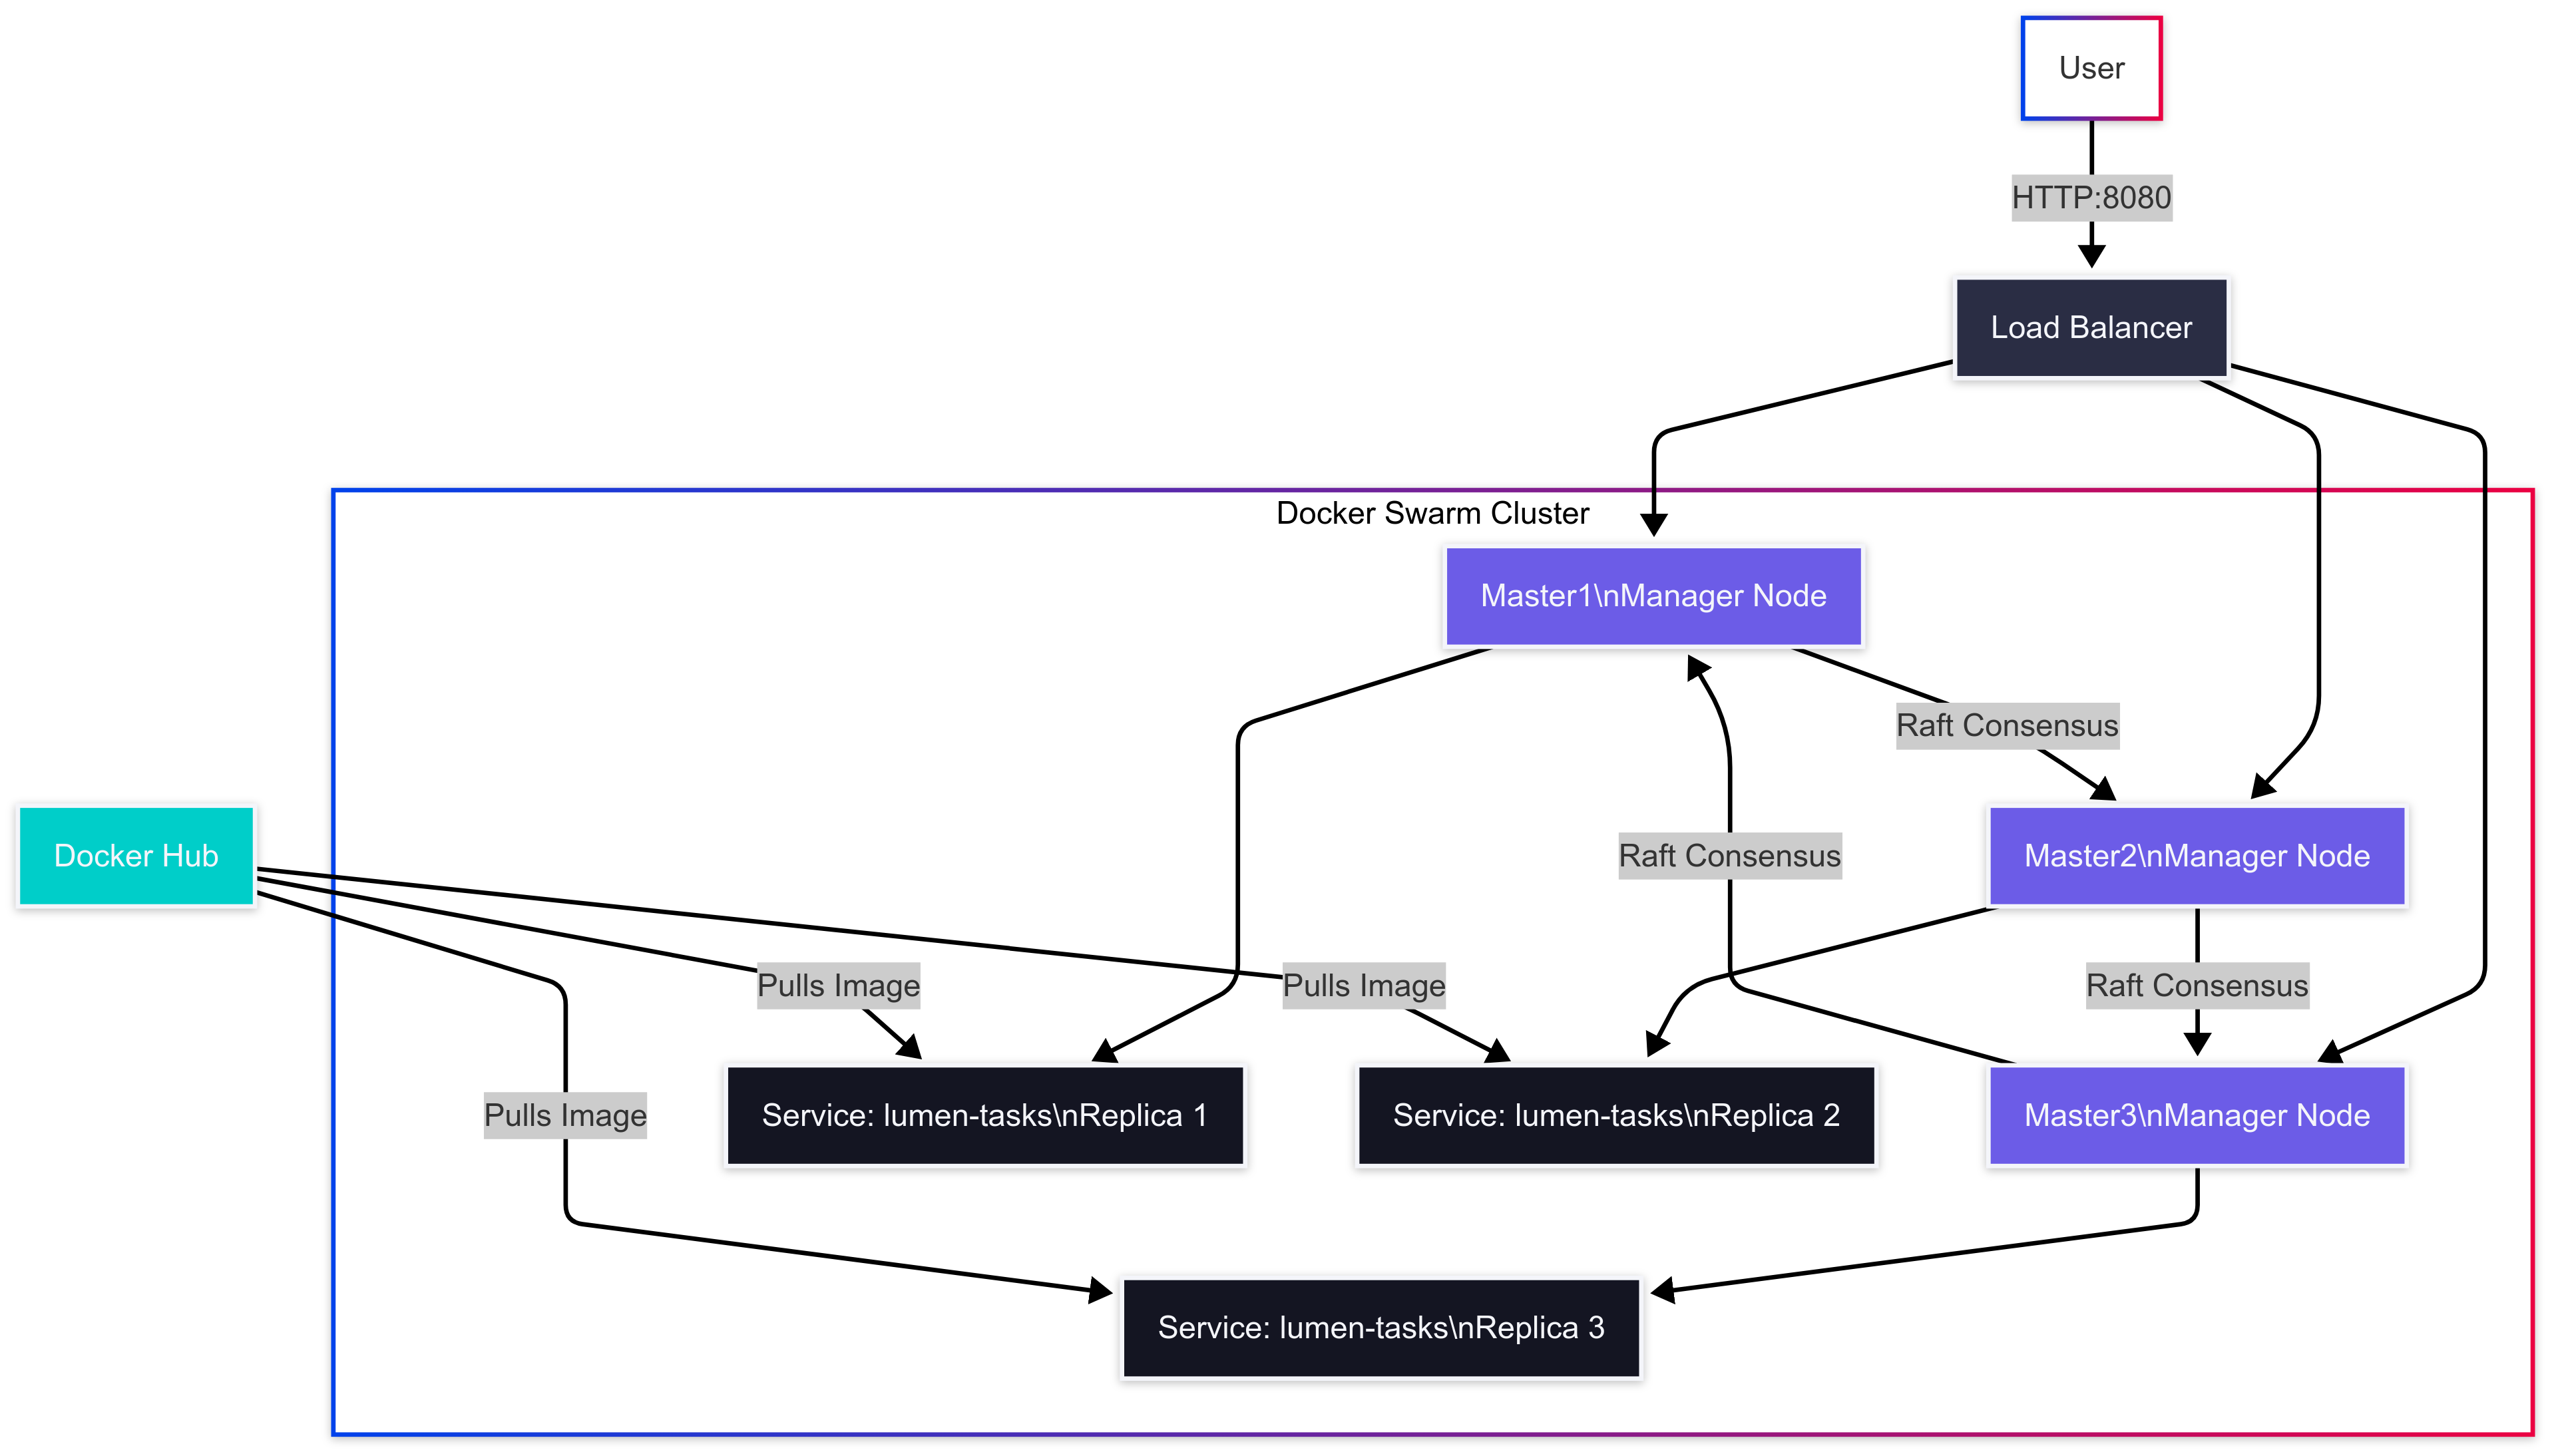 User
HTTP:8080
Load Balancer
Docker Swarm Cluster
Master1\nManager Node
Raft Consensus
Docker Hub
Raft Consensus
Master2\nManager Node
Pulls Image
Pulls Image
Raft Consensus
Pulls Image
Service: lumen-tasks\nReplica 1
Service: lumen-tasks\nReplica 2
Master3\nManager Node
Service: lumen-tasks\nReplica 3